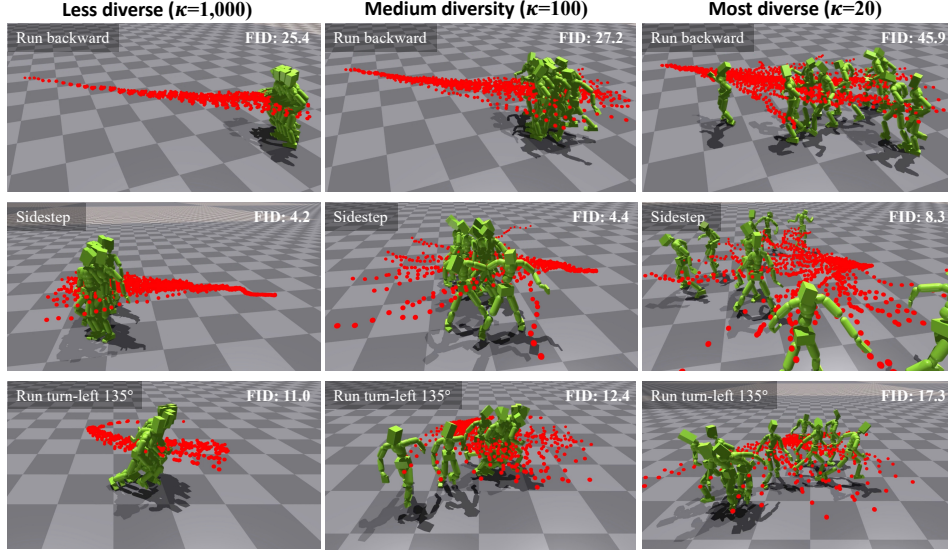 Less diverse (κ=1,000) Medium diversity (κ=100) Most diverse (κ=20)
Run backward FID: 25.4 Run backward FID: 27.2 Run backward FID: 45.9
Sidestep FID: 4.2 Sidestep FID: 4.4 Sidestep FID: 8.3
Run turn-left 135° FID: 11.0 Run turn-left 135° FID: 12.4 Run turn-left 135° FID: 17.3